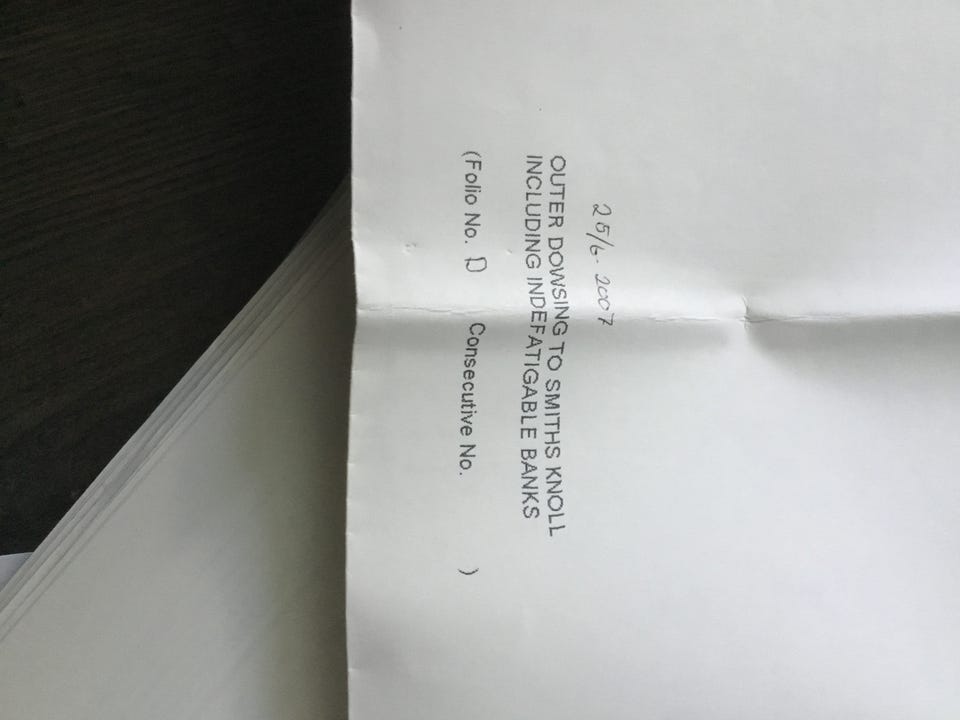 25/6-2007
OUTER DOWSING TO SMITHS KNOLL
INCLUDING INDEFATIGABLE BANKS
(Folio No. D Consecutive No. )